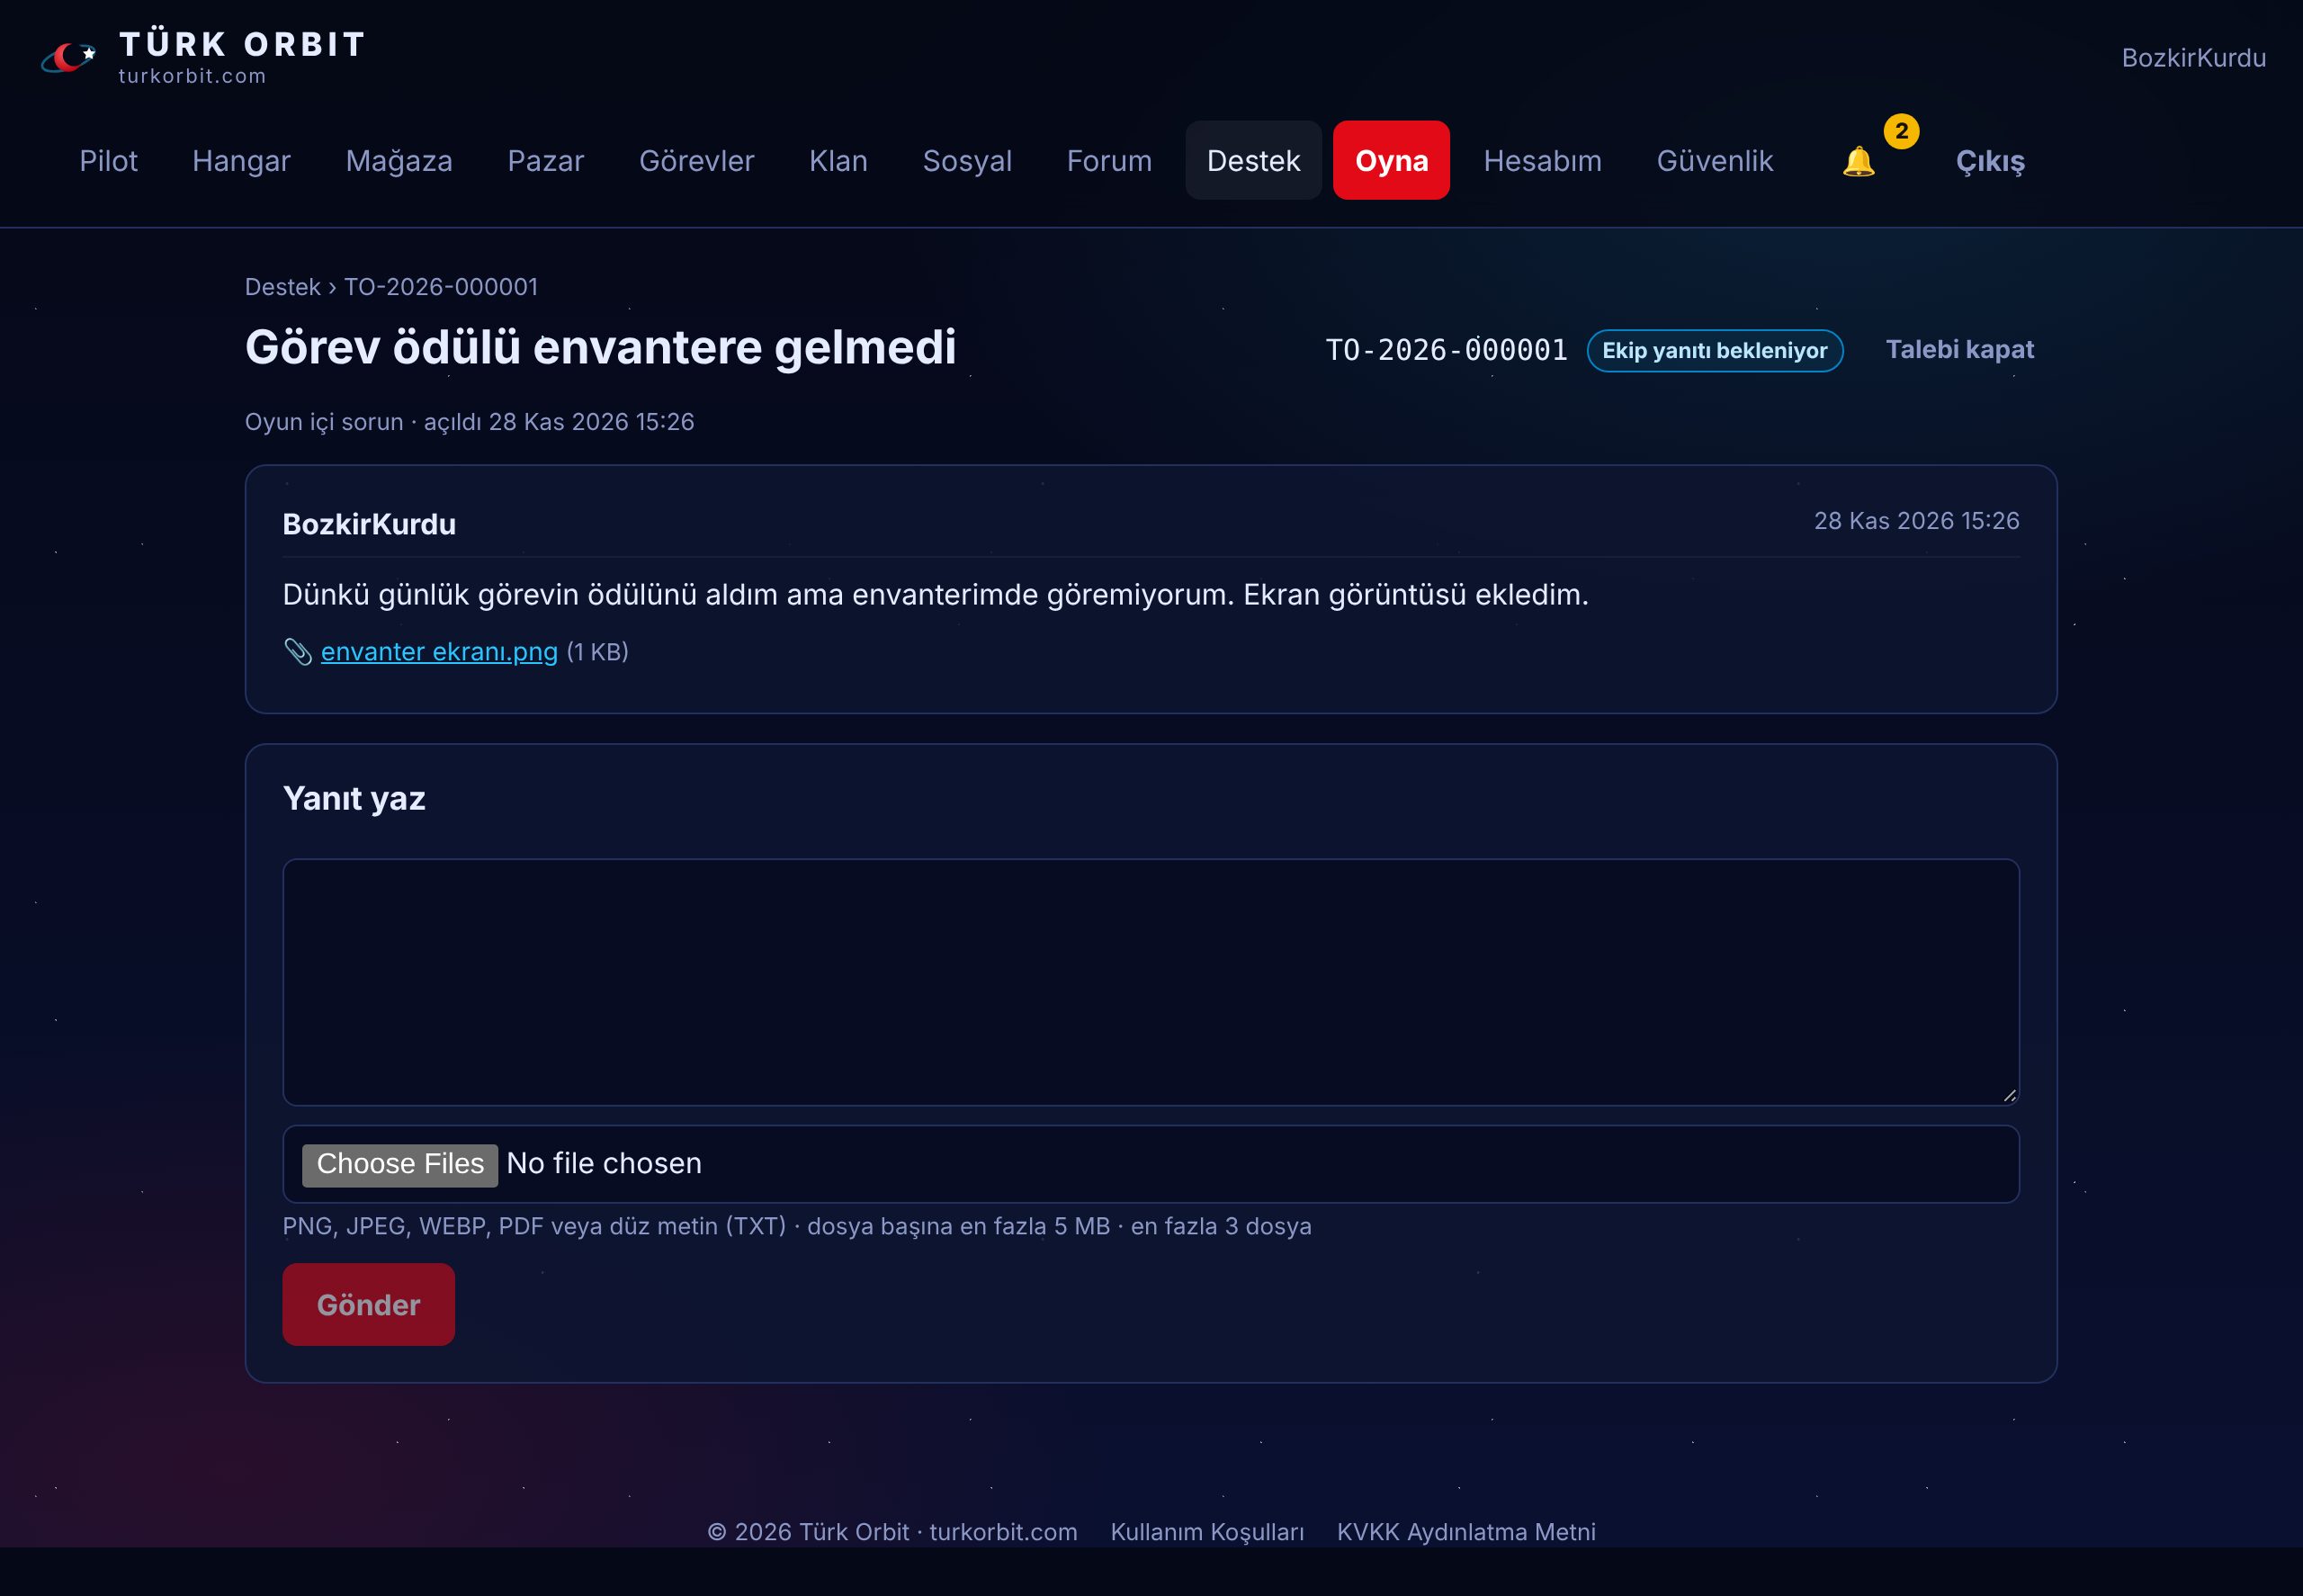 TÜRK ORBIT
turkorbit.com
BozkirKurdu
Pilot Hangar Mağaza Pazar Görevler Klan Sosyal Forum Destek Oyna Hesabım Güvenlik 2 Çıkış
Destek › TO-2026-000001
Görev ödülü envantere gelmedi
TO-2026-000001 Ekip yanıtı bekleniyor Talebi kapat
Oyun içi sorun · açıldı 28 Kas 2026 15:26
BozkirKurdu 28 Kas 2026 15:26
Dünkü günlük görevin ödülünü aldım ama envanterimde göremiyorum. Ekran görüntüsü ekledim.
envanter ekranı.png (1 KB)
Yanıt yaz
Choose Files No file chosen
PNG, JPEG, WEBP, PDF veya düz metin (TXT) · dosya başına en fazla 5 MB · en fazla 3 dosya
Gönder
© 2026 Türk Orbit · turkorbit.com Kullanım Koşulları KVKK Aydınlatma Metni